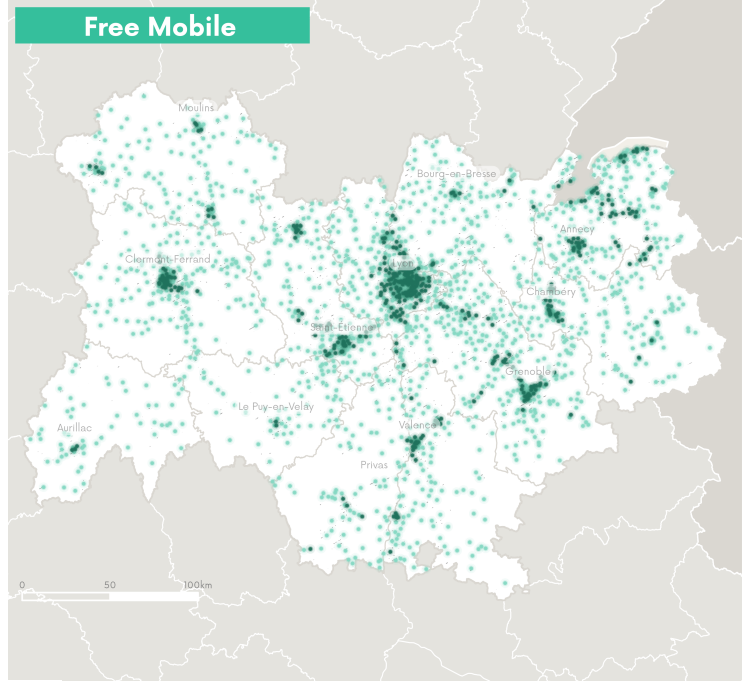 Free Mobile
Moulins
Bourg-en-Bresse
Annecy
Clermont-Ferrand
Lyon
Chambéry
Saint-Etienne
Grenoble
Le Puy-en-Velay
Aurillac
Valence
Privas
0 50 100km